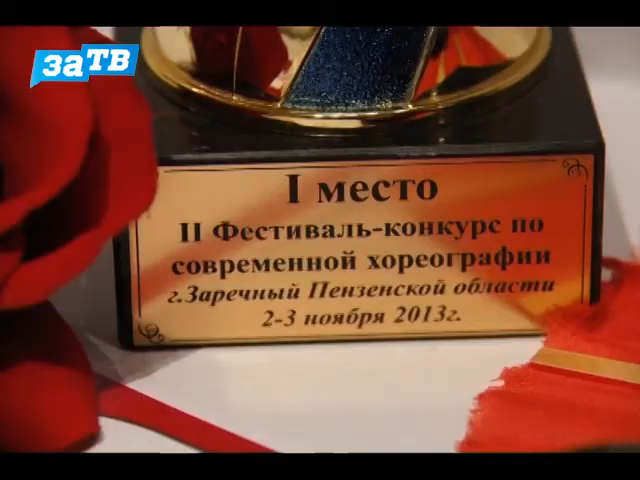 заТВ
I место
II Фестиваль-конкурс по
современной хореографии
г.Заречный Пензенской области
2-3 ноября 2013г.